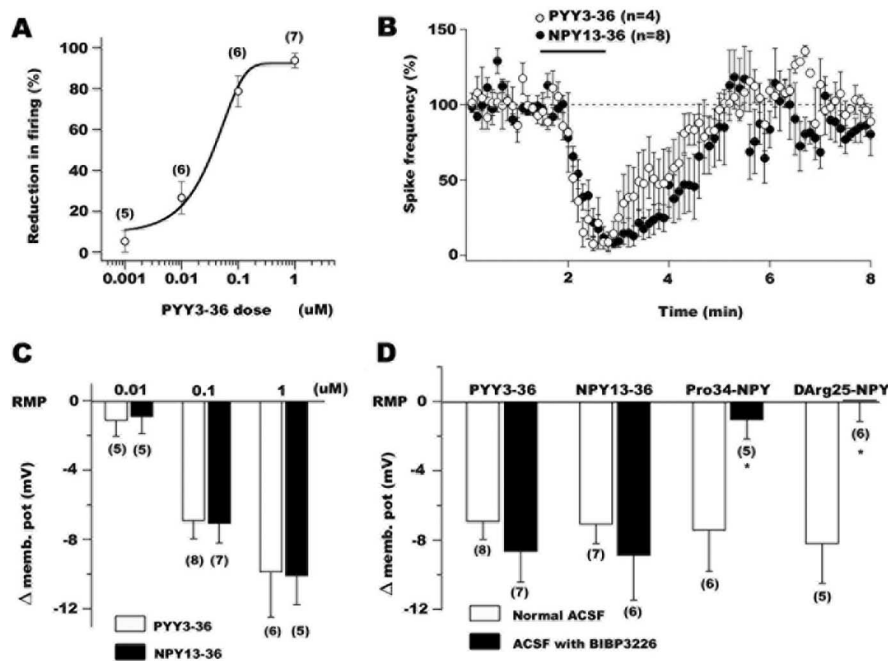 A
Reduction in firing (%)
100
80
60
40
20
0
(5)
(6)
(6)
(7)
0.001
0.01
0.1
1
(uM)
PYY3-36 dose
B
PYY3-36 (n=4)
NPY13-36 (n=8)
Spike frequency (%)
150
100
50
0
2
4
6
8
Time (min)
C
0.01
0.1
1
(uM)
RMP
0
-4
-8
-12
Δ memb. pot (mV)
(5)
(5)
(8)
(7)
(6)
(5)
PYY3-36
NPY13-36
D
PYY3-36
NPY13-36
Pro34-NPY
DArg25-NPY
RMP
0
-4
-8
-12
Δ memb. pot (mV)
(8)
(7)
(7)
(6)
(6)
(5)
*
(5)
(6)
*
Normal ACSF
ACSF with BIBP3226